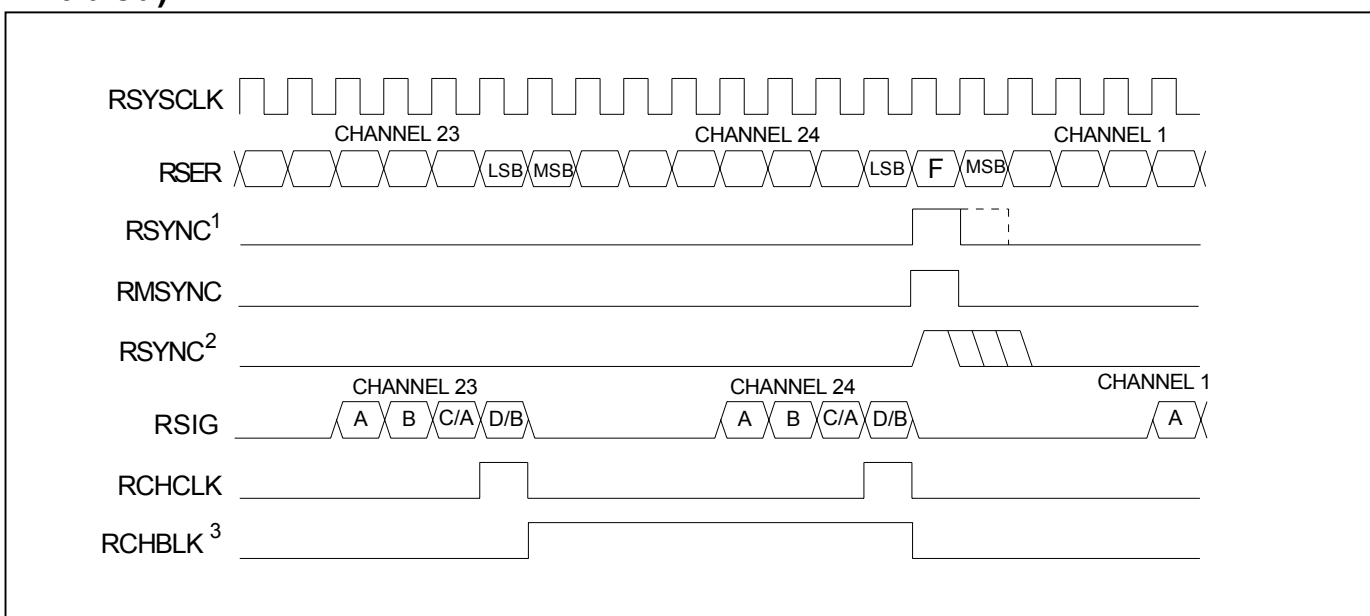 RSYSCLK
CHANNEL 23 CHANNEL 24 CHANNEL 1
RSER LSB MSB LSB F MSB
RSYNC1
RMSYNC
RSYNC2
CHANNEL 23 CHANNEL 24 CHANNEL 1
RSIG A B C/A D/B A B C/A D/B A
RCHCLK
RCHBLK 3